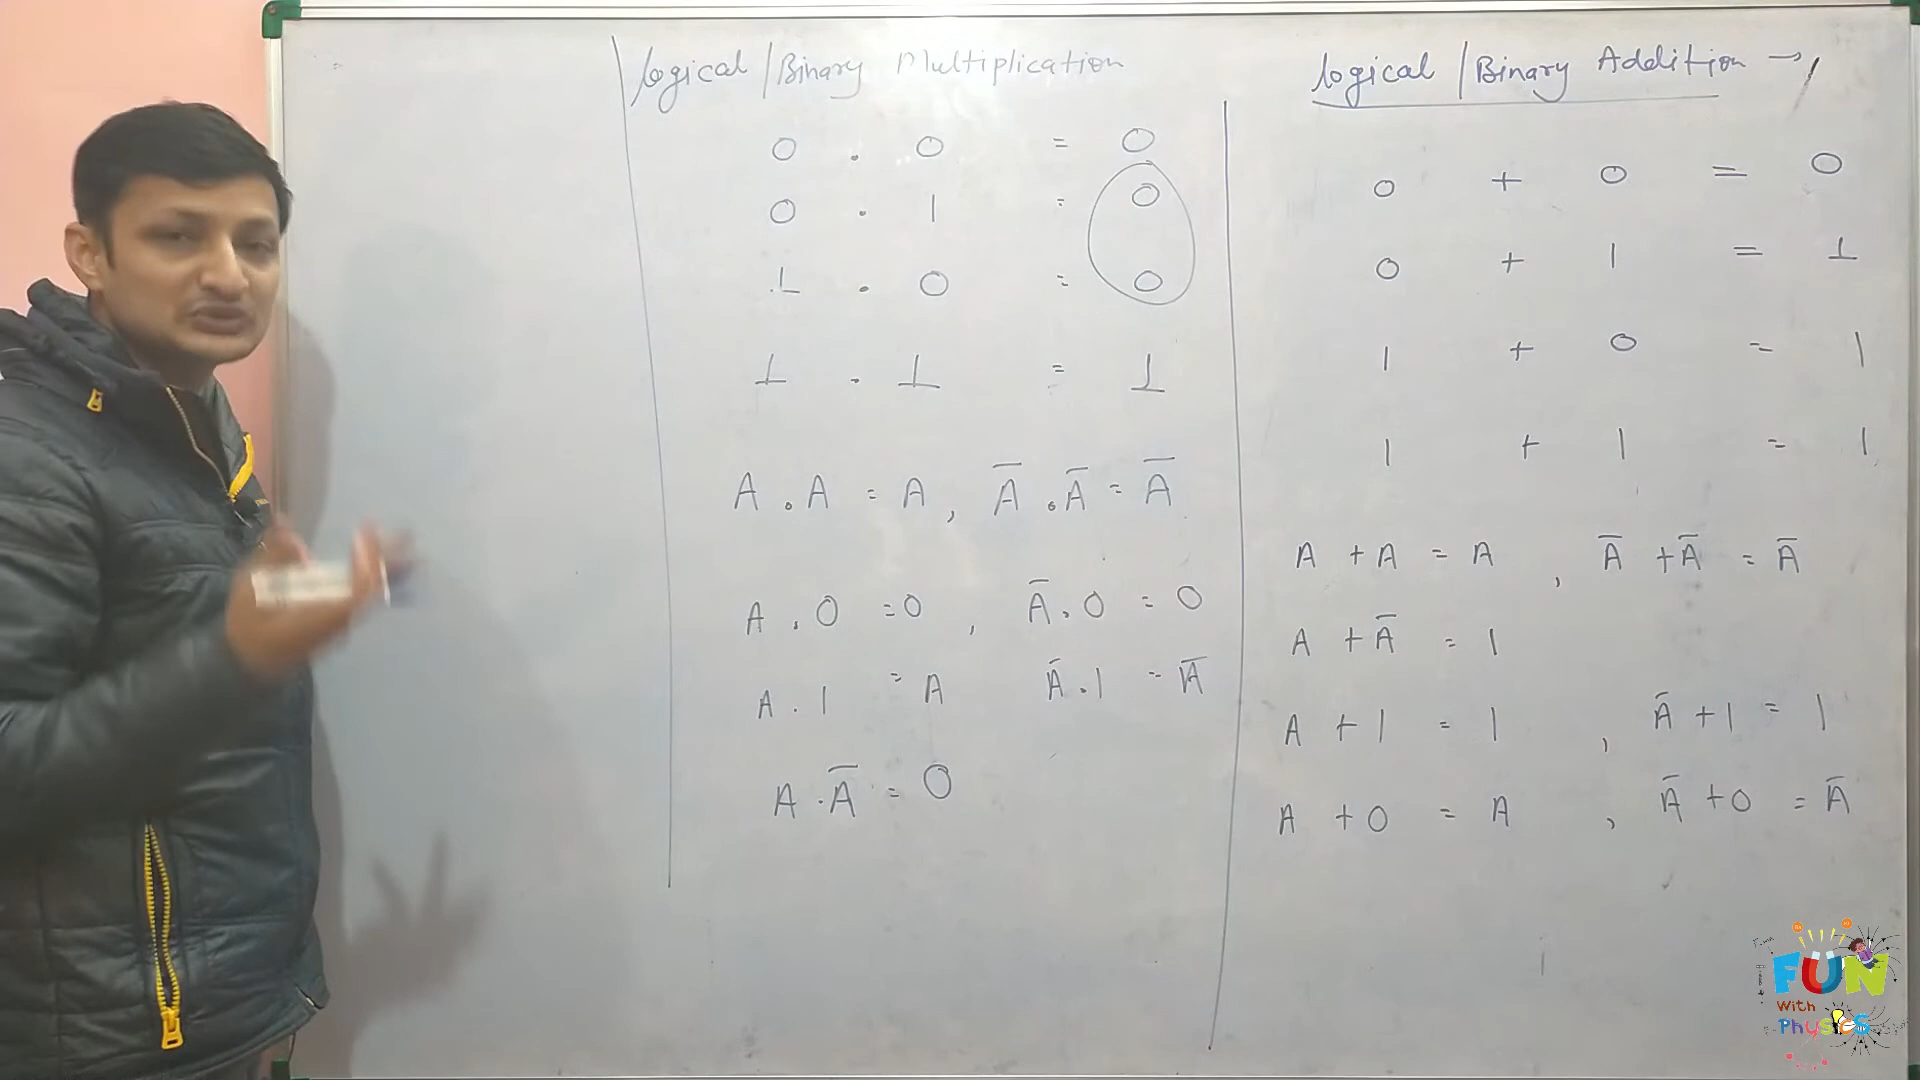 Logical / Binary Multiplication
0 . 0 = 0
0 . 1 = 0
1 . 0 = 0
1 . 1 = 1
A . A = A , A̅ . A̅ = A̅
A . 0 = 0 , A̅ . 0 = 0
A . 1 = A A̅ . 1 = A̅
A . A̅ = 0
Logical / Binary Addition →
0 + 0 = 0
0 + 1 = 1
1 + 0 = 1
1 + 1 = 1
A + A = A , A̅ + A̅ = A̅
A + A̅ = 1
A + 1 = 1 , A̅ + 1 = 1
A + 0 = A , A̅ + 0 = A̅
FUN
With
Physics